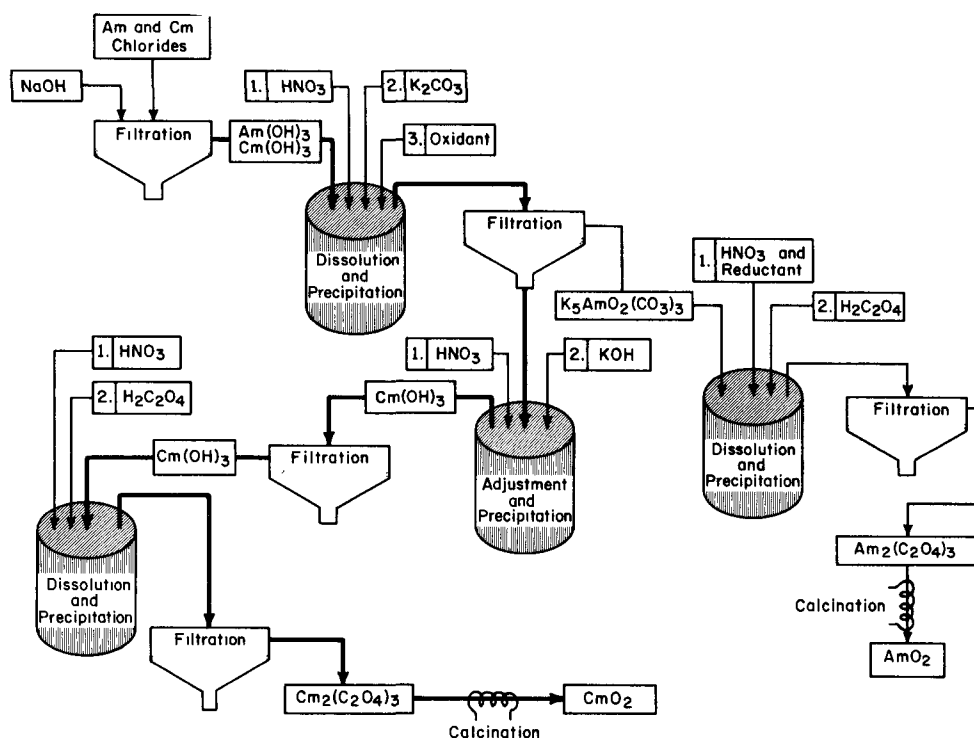 Am and Cm
Chlorides
NaOH
Filtration
Am(OH)3
Cm(OH)3
1. HNO3
2. K2CO3
3. Oxidant
Dissolution
and
Precipitation
Filtration
K5AmO2(CO3)3
1. HNO3 and
Reductant
2. H2C2O4
Dissolution
and
Precipitation
Filtration
Am2(C2O4)3
Calcination
AmO2
1. HNO3
2. KOH
Adjustment
and
Precipitation
Cm(OH)3
Filtration
Cm(OH)3
1. HNO3
2. H2C2O4
Dissolution
and
Precipitation
Filtration
Cm2(C2O4)3
Calcination
CmO2